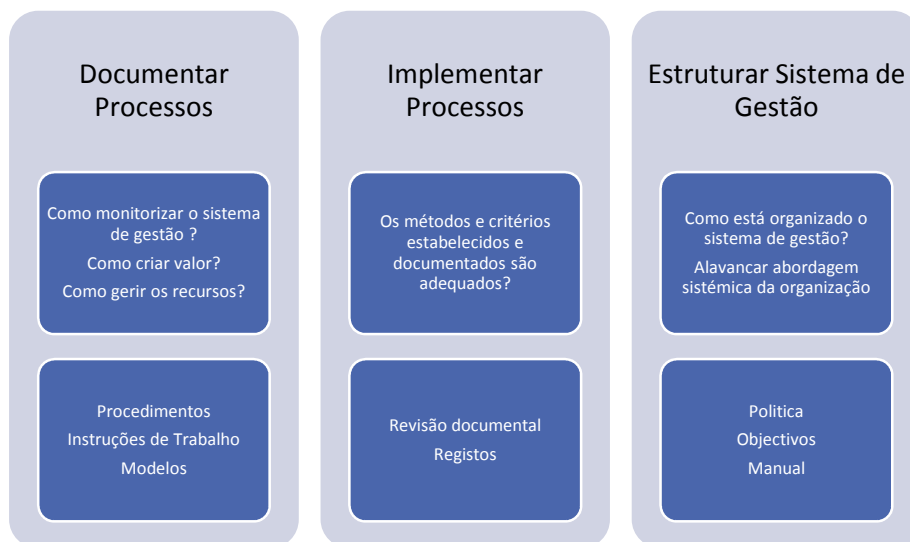 Documentar
Processos
Como monitorizar o sistema
de gestão ?
Como criar valor?
Como gerir os recursos?
Procedimentos
Instruções de Trabalho
Modelos
Implementar
Processos
Os métodos e critérios
estabelecidos e
documentados são
adequados?
Revisão documental
Registos
Estruturar Sistema de
Gestão
Como está organizado o
sistema de gestão?
Alavancar abordagem
sistémica da organização
Politica
Objectivos
Manual